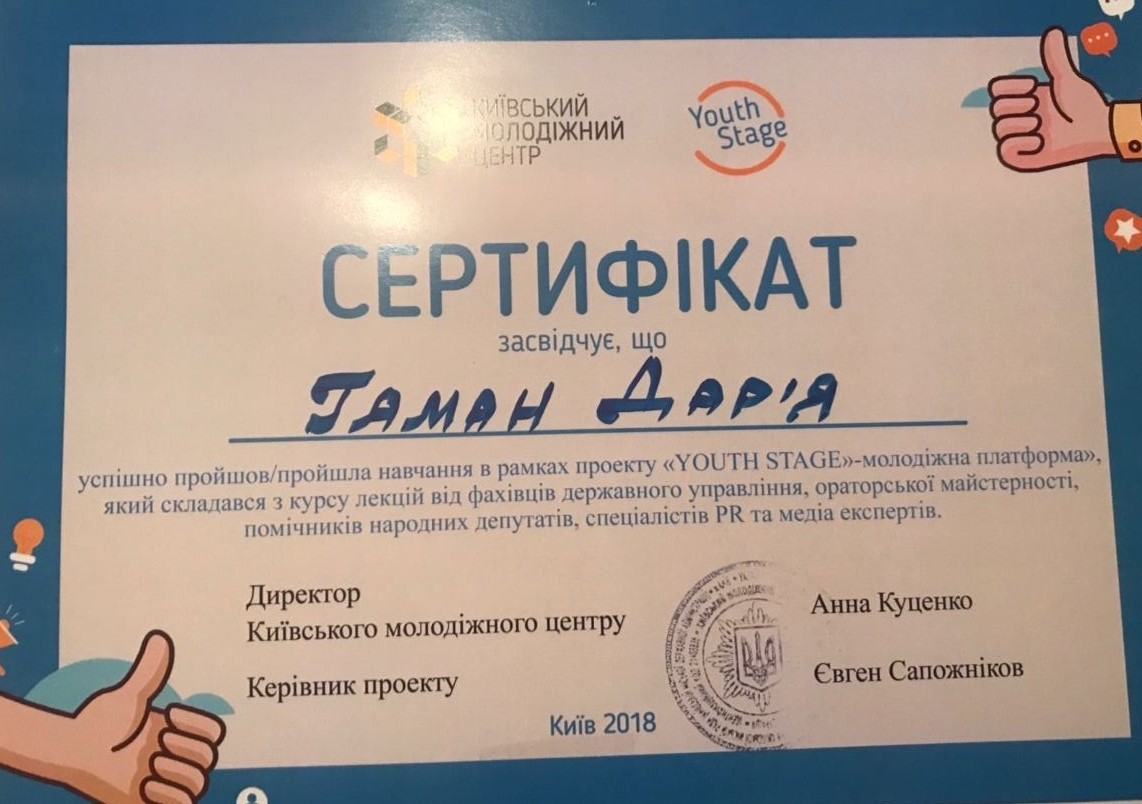 КИЇВСЬКИЙ
МОЛОДІЖНИЙ
ЦЕНТР
Youth
Stage
СЕРТИФІКАТ
засвідчує, що
Гаман Дар'я
успішно пройшов/пройшла навчання в рамках проекту «YOUTH STAGE»-молодіжна платформа»,
який складався з курсу лекцій від фахівців державного управління, ораторської майстерності,
помічників народних депутатів, спеціалістів PR та медіа експертів.
Директор
Київського молодіжного центру
Анна Куценко
Керівник проекту
Євген Сапожніков
Київ 2018